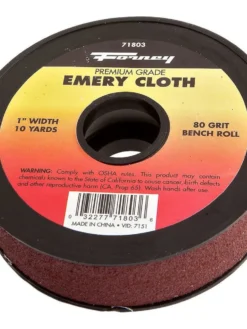 71803
Forney
PREMIUM GRADE
EMERY CLOTH
1" WIDTH
10 YARDS
80 GRIT
BENCH ROLL
WARNING: Comply with OSHA rules. This product may contain
chemicals known to the State of California to cause cancer, birth defects
and other reproductive harm (CA. Prop 65). Wash hands after use.
0 32277 71803 6
MADE IN CHINA • VID: 7151